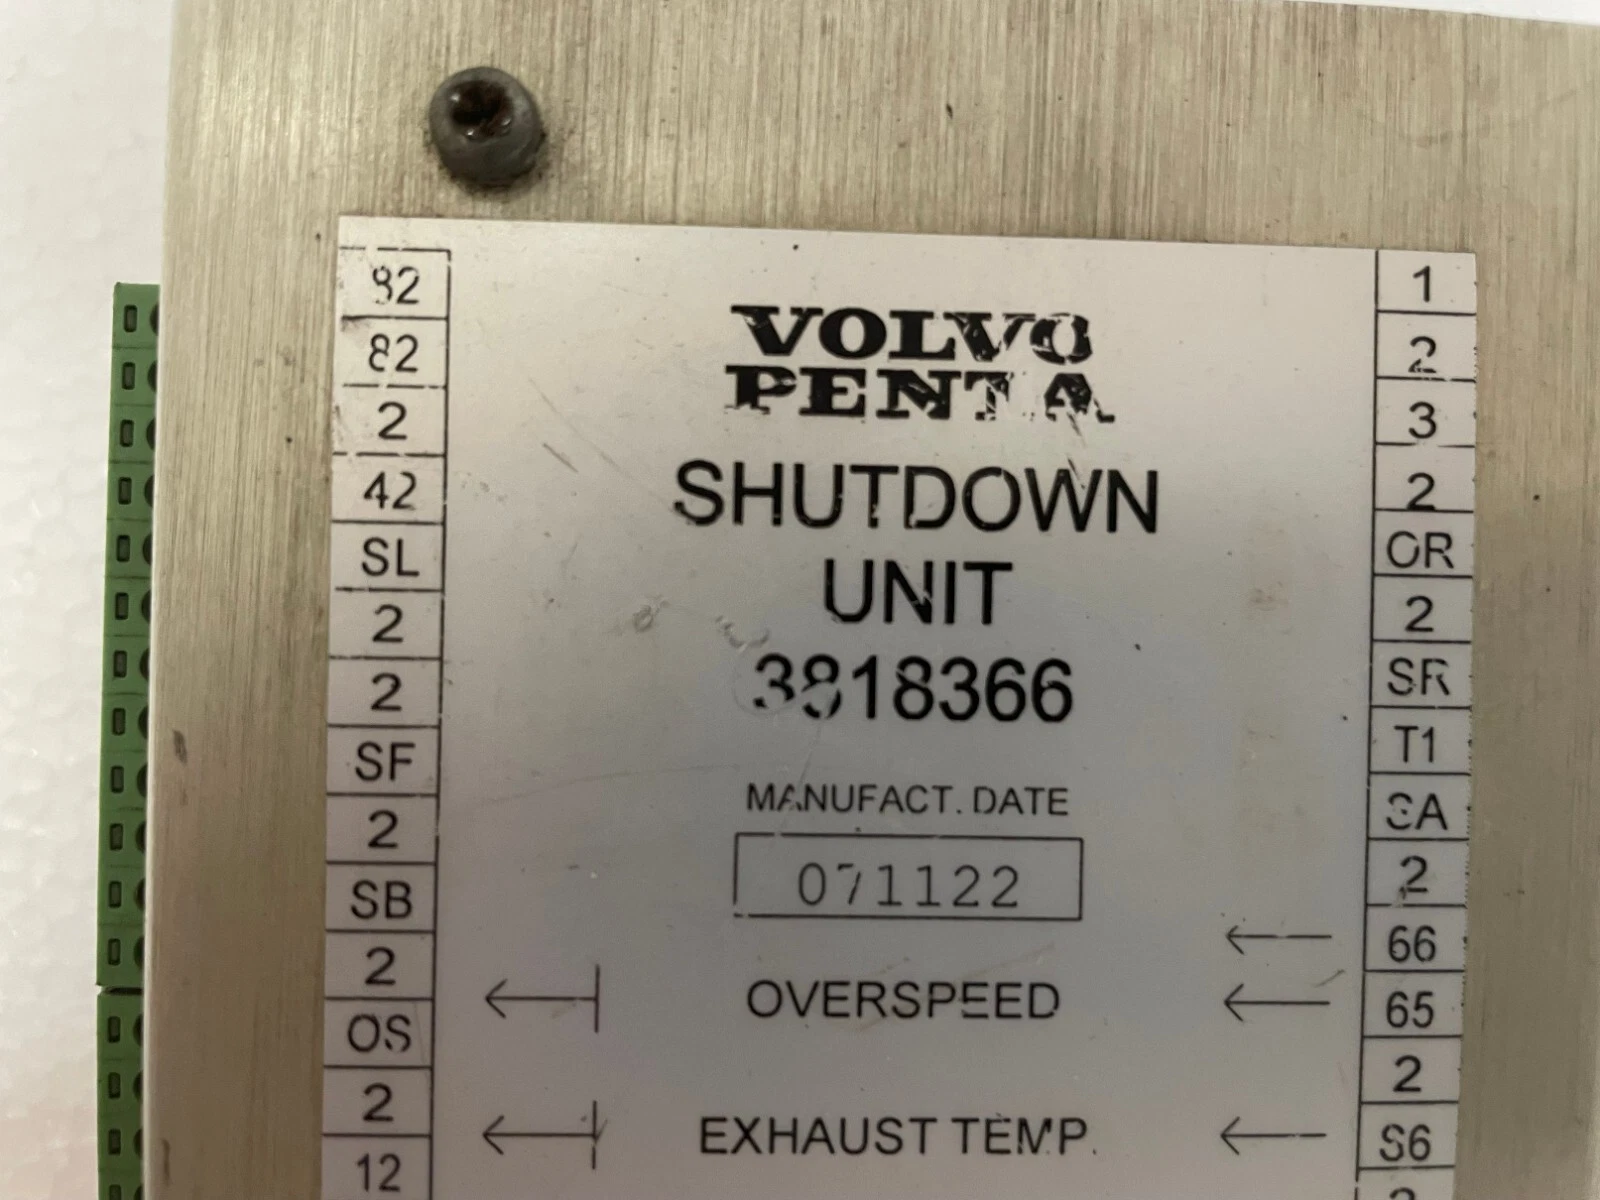 82
82
2
42
SL
2
2
SF
2
SB
2
OS
2
12
VOLVO
PENTA
SHUTDOWN
UNIT
3818366
MANUFACT. DATE
071122
OVERSPEED
EXHAUST TEMP.
1
2
3
2
OR
2
SR
T1
SA
2
66
65
2
S6